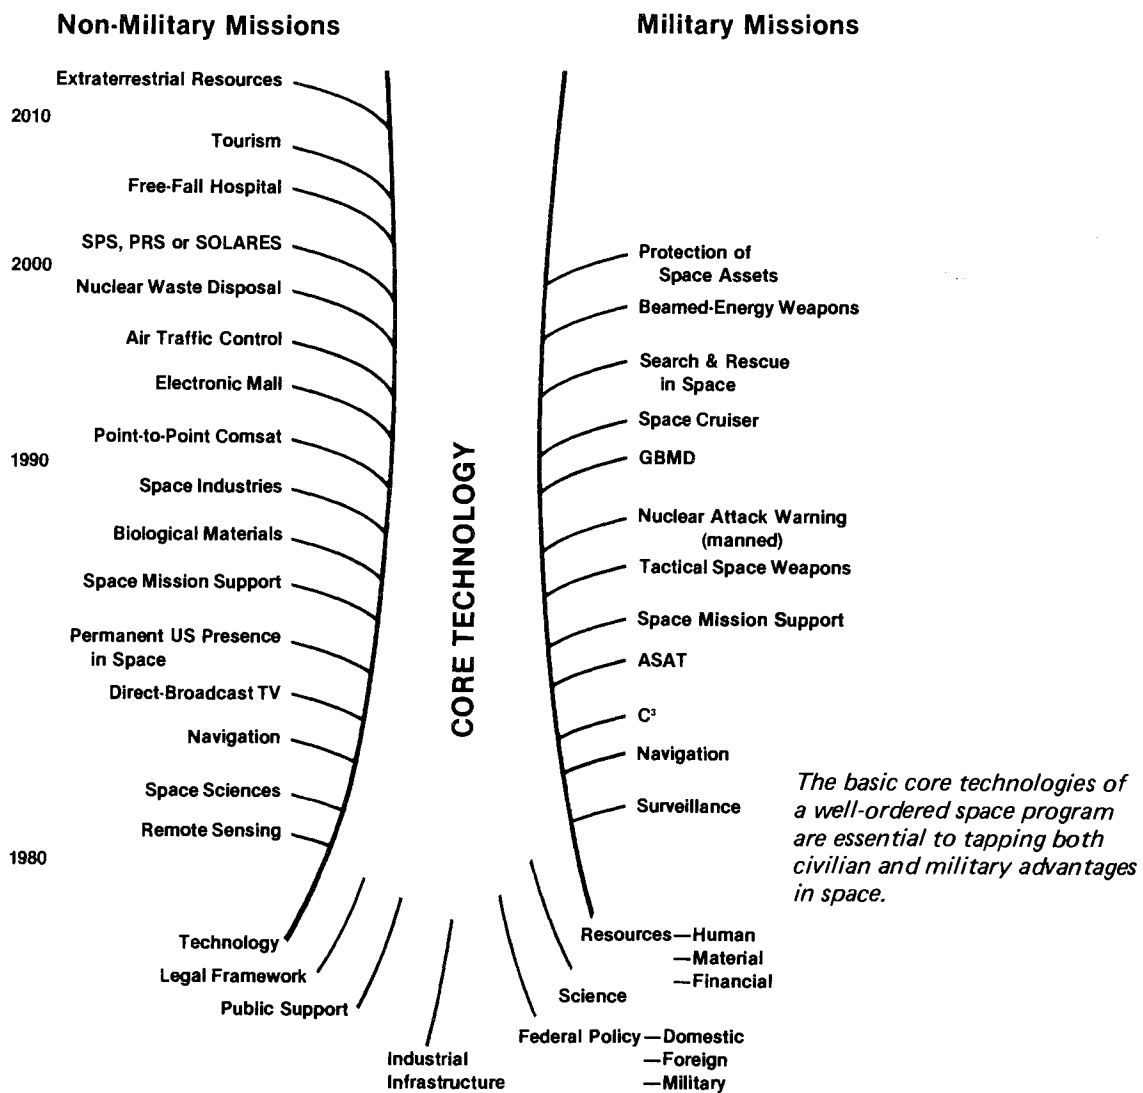 Non-Military Missions
Military Missions
Extraterrestrial Resources
2010
Tourism
Free-Fall Hospital
SPS, PRS or SOLARES
2000
Nuclear Waste Disposal
Air Traffic Control
Electronic Mail
Point-to-Point Comsat
1990
Space Industries
Biological Materials
Space Mission Support
Permanent US Presence
in Space
Direct-Broadcast TV
Navigation
Space Sciences
Remote Sensing
1980
CORE TECHNOLOGY
Protection of
Space Assets
Beamed-Energy Weapons
Search & Rescue
in Space
Space Cruiser
GBMD
Nuclear Attack Warning
(manned)
Tactical Space Weapons
Space Mission Support
ASAT
C³
Navigation
Surveillance
The basic core technologies of
a well-ordered space program
are essential to tapping both
civilian and military advantages
in space.
Technology
Legal Framework
Public Support
Industrial
Infrastructure
Resources—Human
—Material
—Financial
Science
Federal Policy—Domestic
—Foreign
—Military